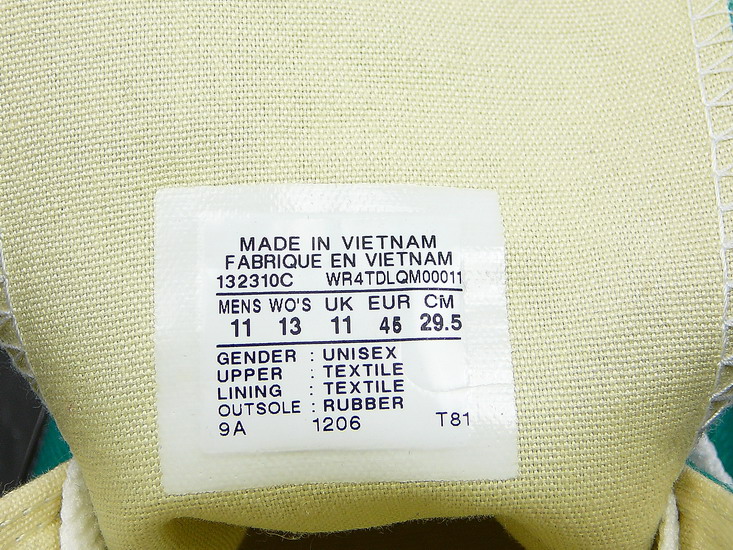 MADE IN VIETNAM
FABRIQUE EN VIETNAM
132310C WR4TDLQM00011
MENS WO'S UK EUR CM
11 13 11 46 29.5
GENDER : UNISEX
UPPER : TEXTILE
LINING : TEXTILE
OUTSOLE : RUBBER
9A 1206 T81